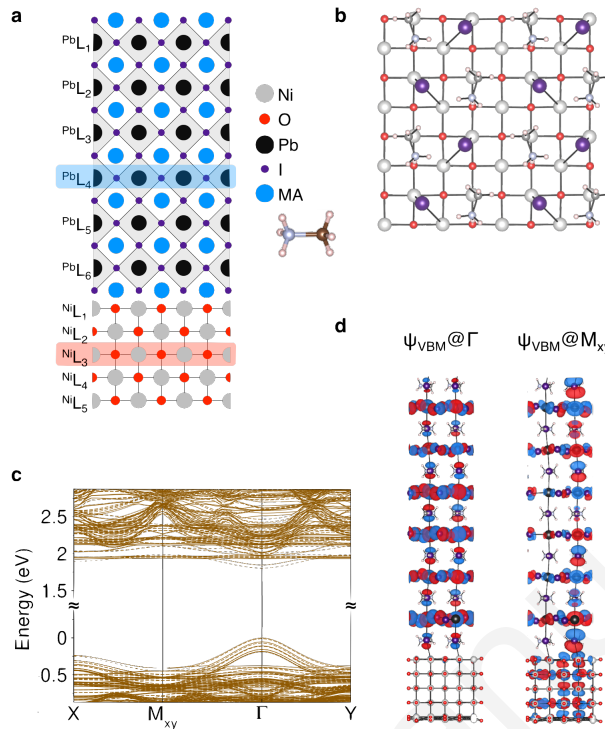 a
PbL1
PbL2
PbL3
PbL4
PbL5
PbL6
NiL1
NiL2
NiL3
NiL4
NiL5
Ni
O
Pb
I
MA
b
c
Energy (eV)
2.5
2
1.5
≈
≈
0
0.5
X
Mxy
Γ
Y
d
ψVBM@Γ
ψVBM@Mxy